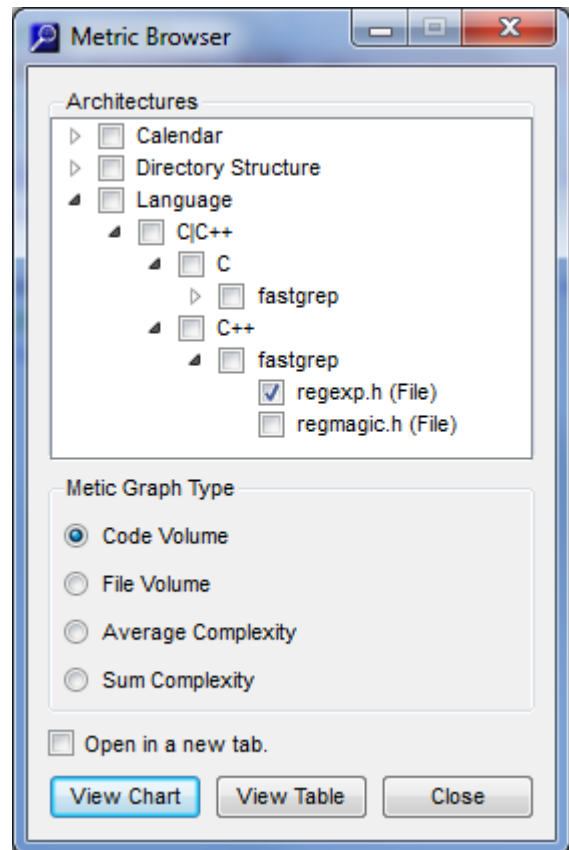 Metric Browser
Architectures
Calendar
Directory Structure
Language
C|C++
C
fastgrep
C++
fastgrep
regexp.h (File)
regmagic.h (File)
Metic Graph Type
Code Volume
File Volume
Average Complexity
Sum Complexity
Open in a new tab.
View Chart View Table Close